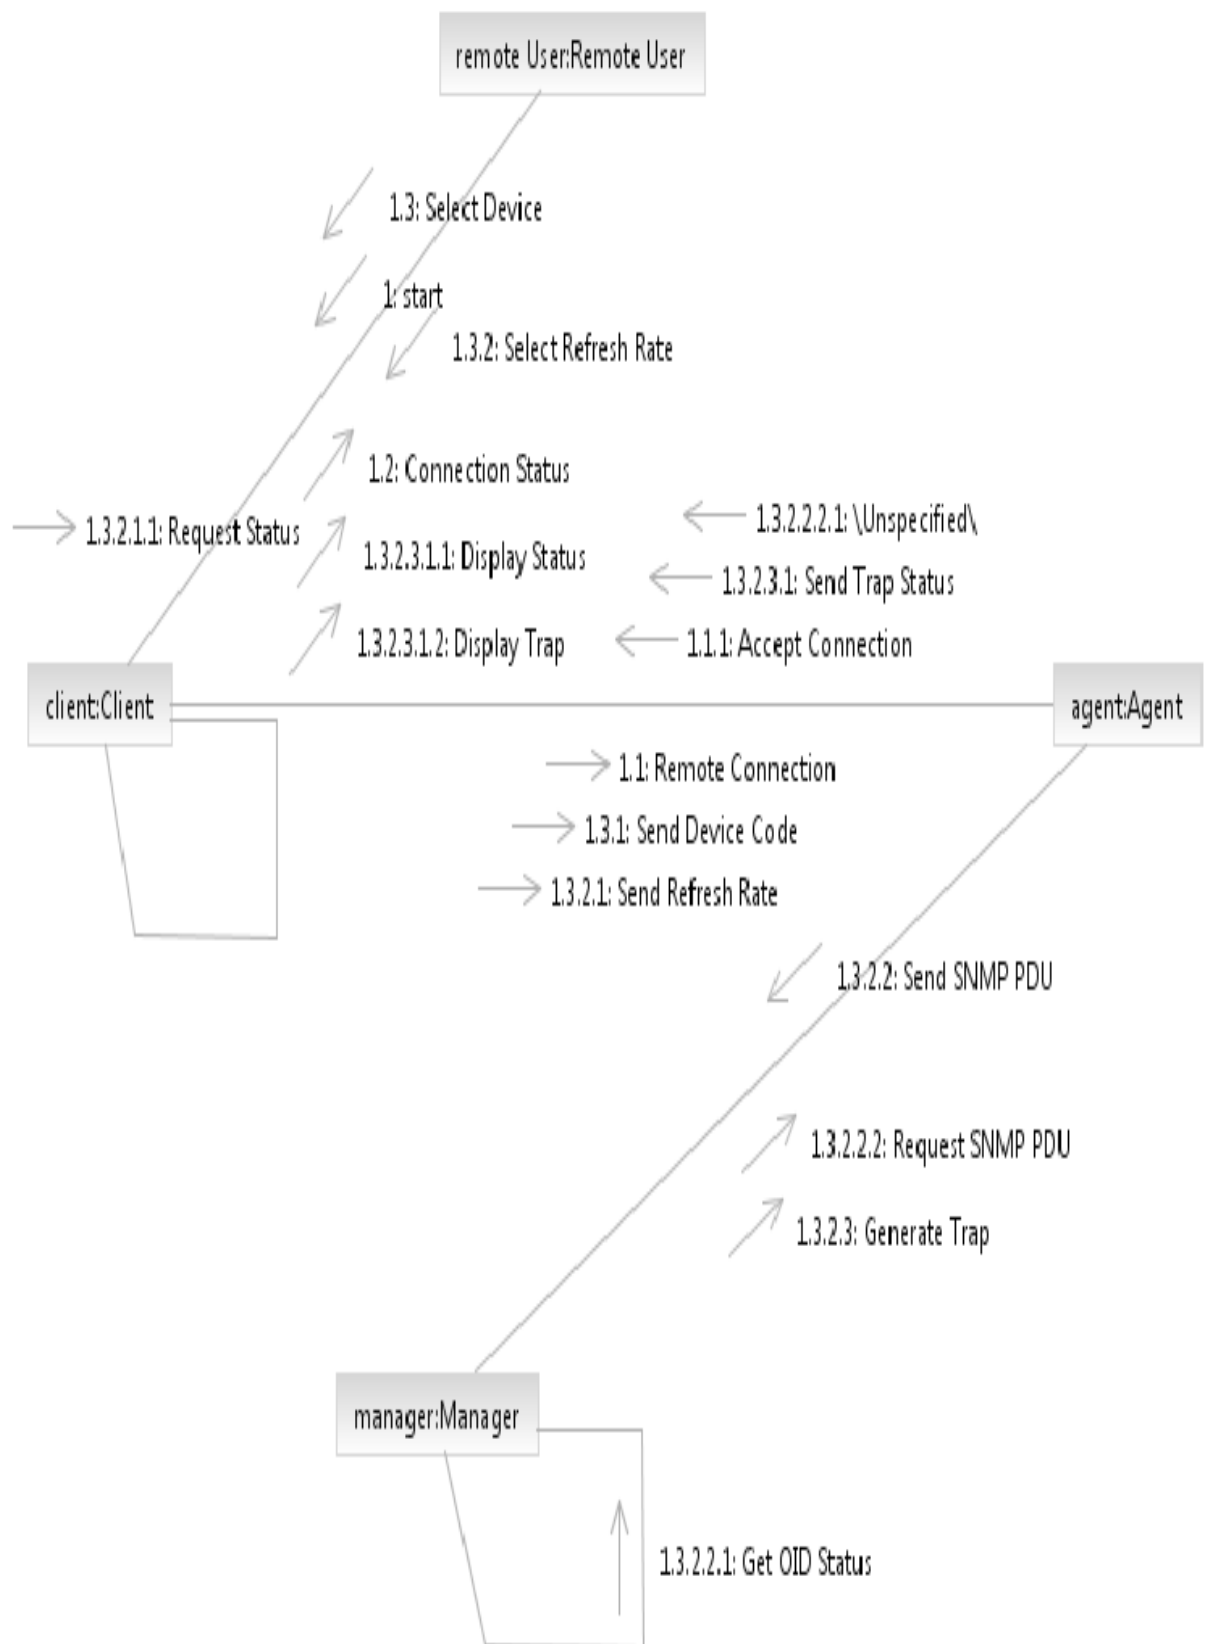 remote User:Remote User
1.3: Select Device
1: start
1.3.2: Select Refresh Rate
1.2: Connection Status
1.3.2.1.1: Request Status
1.3.2.2.2.1: \Unspecified\
1.3.2.3.1.1: Display Status
1.3.2.3.1: Send Trap Status
1.3.2.3.1.2: Display Trap
1.1.1: Accept Connection
client:Client
agent:Agent
1.1: Remote Connection
1.3.1: Send Device Code
1.3.2.1: Send Refresh Rate
1.3.2.2: Send SNMP PDU
1.3.2.2.2: Request SNMP PDU
1.3.2.3: Generate Trap
manager:Manager
1.3.2.2.1: Get OID Status